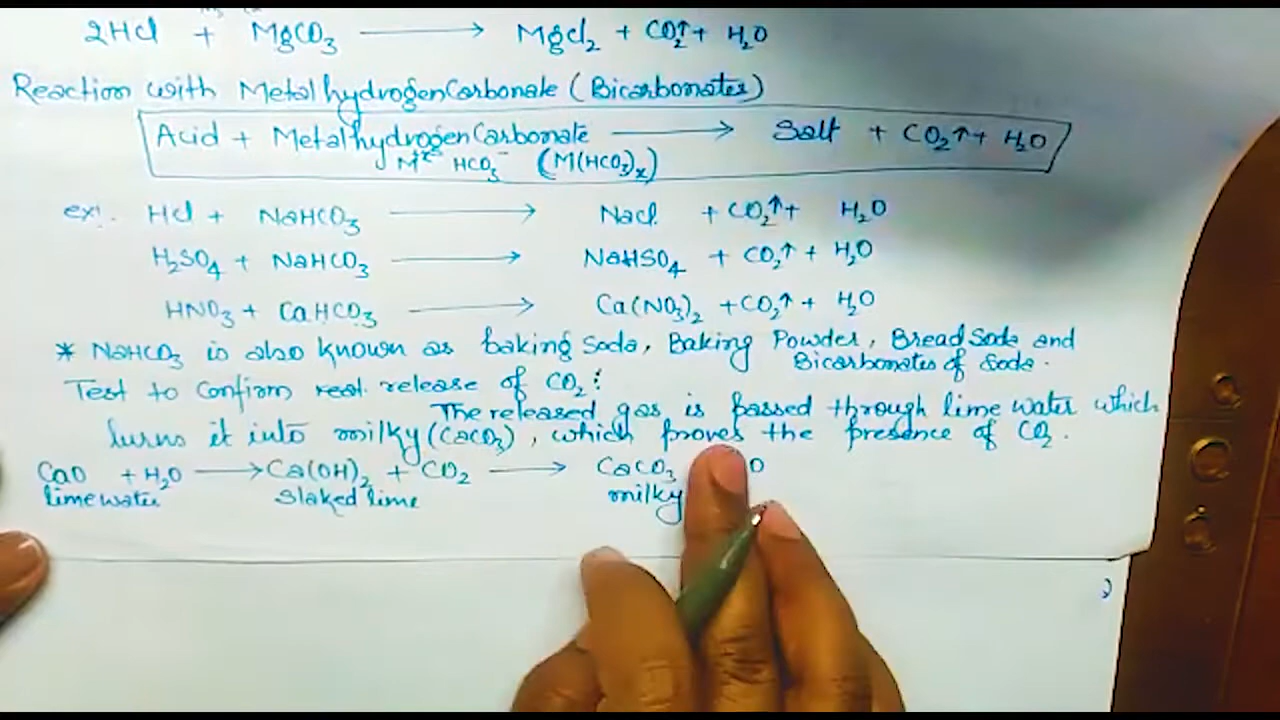 2HCl + MgCO3 ⟶ Mgcl2 + CO2↑ + H2O
Reaction with Metal hydrogen Carbonate (Bicarbonates)
Acid + Metal hydrogen Carbonate ⟶ Salt + CO2↑ + H2O
HCO3- (M(HCO3)x)
ex: Hcl + NaHCO3 ⟶ Nacl + CO2↑ + H2O
H2SO4 + NaHCO3 ⟶ NaHSO4 + CO2↑ + H2O
HNO3 + CaHCO3 ⟶ Ca(NO3)2 + CO2↑ + H2O
* NaHCO3 is also known as baking Soda, Baking Powder, Bread Soda and
Bicarbonates of Soda.
Test to Confirm release of CO2:
The released gas is passed through lime water which
turns it into milky (CaCO3), which proves the presence of CO2.
CaO + H2O ⟶ Ca(OH)2 + CO2 ⟶ CaCO3 O
lime water Slaked lime milky
2